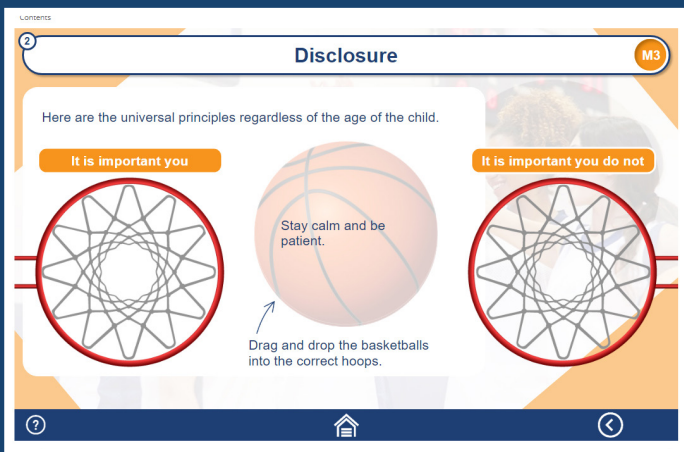 Contents
2
Disclosure
M3
Here are the universal principles regardless of the age of the child.
It is important you
It is important you do not
Stay calm and be
patient.
Drag and drop the basketballs
into the correct hoops.
?